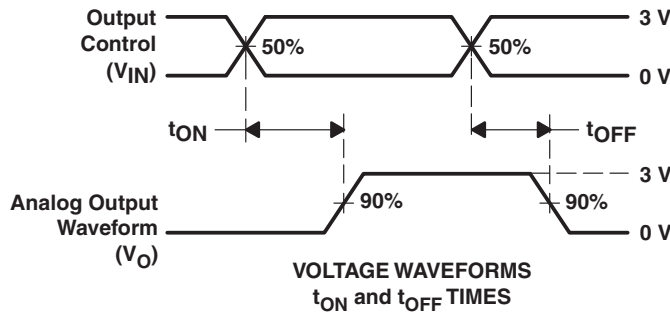 Output
Control
(VIN)
50%
50%
3 V
0 V
tON
tOFF
Analog Output
Waveform
(VO)
90%
90%
3 V
0 V
VOLTAGE WAVEFORMS
tON and tOFF TIMES